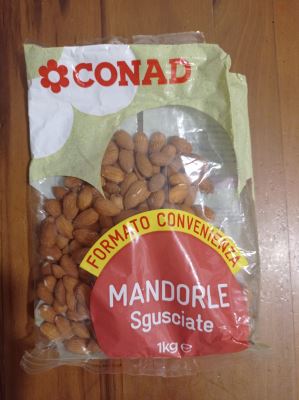 CONAD
FORMATO CONVENIENZA
MANDORLE
Sgusciate
1kg e